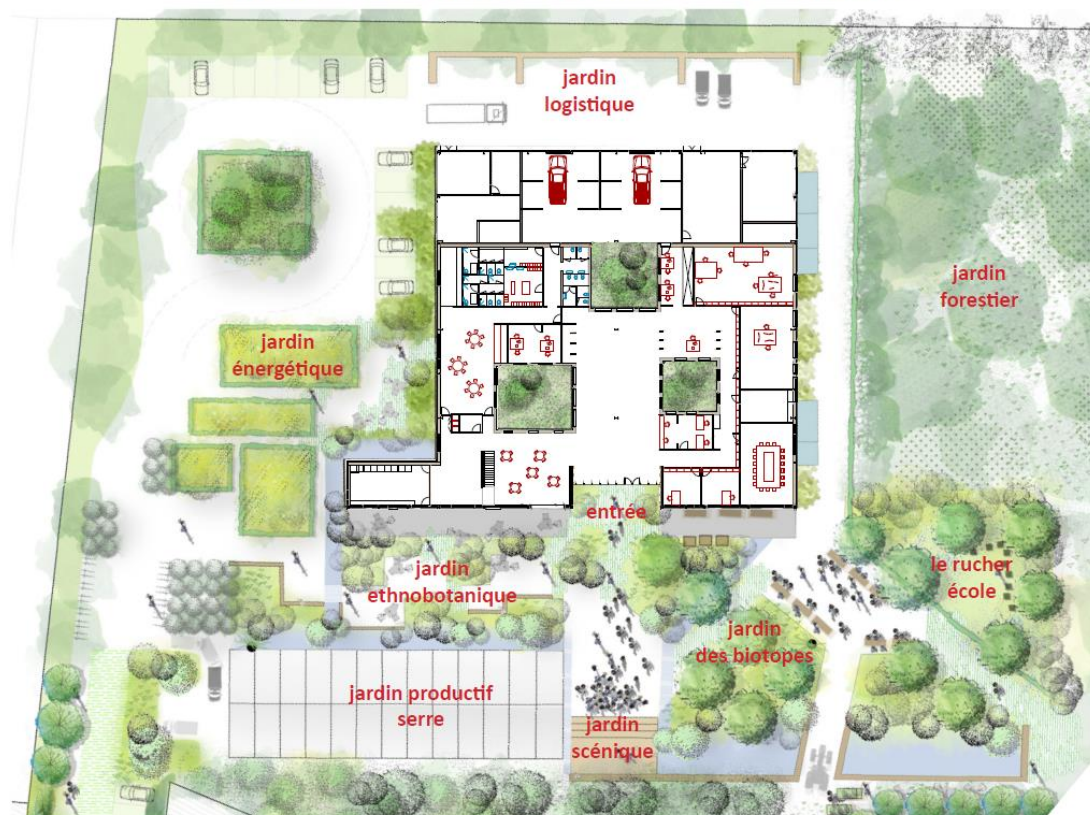 jardin
logistique
jardin
forestier
jardin
énergétique
entrée
jardin
ethnobotanique
le rucher
école
jardin
des biotopes
jardin productif
serre
jardin
scénique